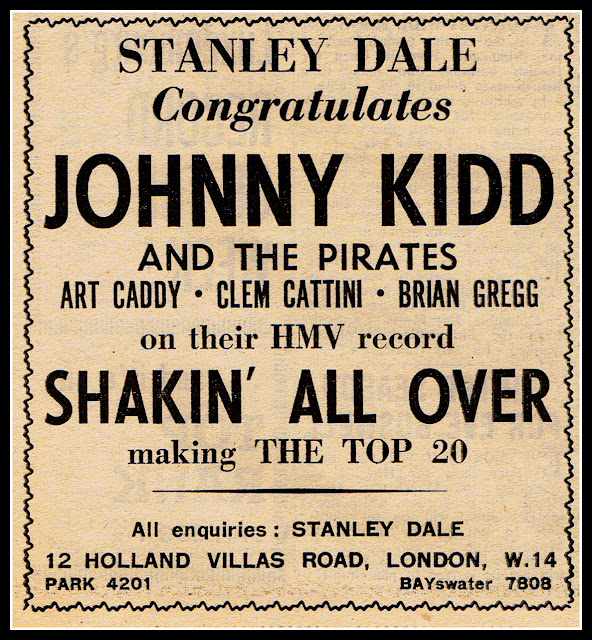 STANLEY DALE
Congratulates
JOHNNY KIDD
AND THE PIRATES
ART CADDY • CLEM CATTINI • BRIAN GREGG
on their HMV record
SHAKIN' ALL OVER
making THE TOP 20
All enquiries: STANLEY DALE
12 HOLLAND VILLAS ROAD, LONDON, W.14
PARK 4201 BAYswater 7808